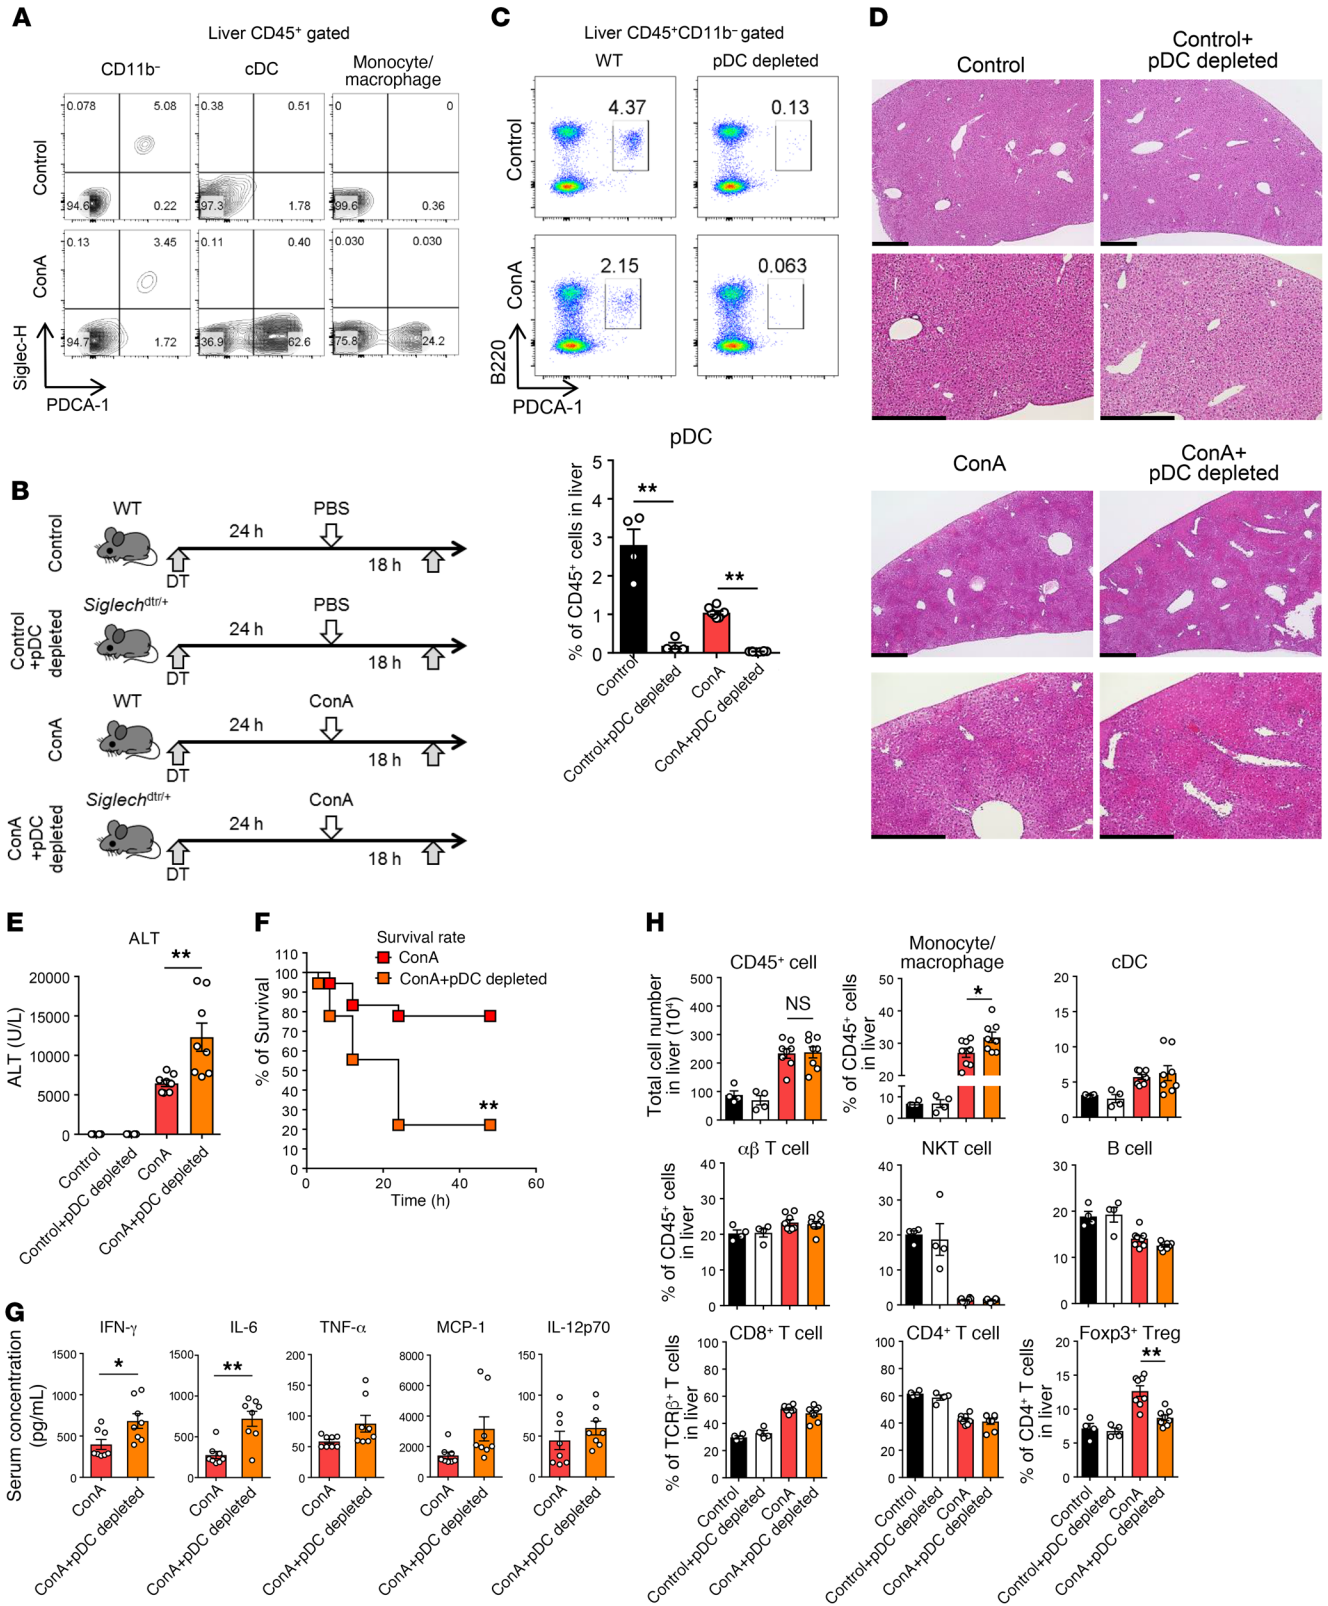 A
Liver CD45⁺ gated
CD11b⁻
cDC
Monocyte/
macrophage
Control
0.078
5.08
94.6
0.22
0.38
0.51
97.3
1.78
0
0
99.6
0.36
ConA
0.13
3.45
94.7
1.72
0.11
0.40
36.9
62.6
0.030
0.030
75.8
24.2
Siglec-H
PDCA-1
B
Control
WT
24 h
PBS
18 h
DT
Control
+pDC
depleted
Siglech^dtr/+
24 h
PBS
18 h
DT
ConA
WT
24 h
ConA
18 h
DT
ConA
+pDC
depleted
Siglech^dtr/+
24 h
ConA
18 h
DT
C
Liver CD45⁺CD11b⁻ gated
WT
pDC depleted
Control
4.37
0.13
ConA
2.15
0.063
B220
PDCA-1
pDC
% of CD45⁺ cells in liver
5
4
3
2
1
0
**
**
Control
Control+pDC depleted
ConA
ConA+pDC depleted
D
Control
Control+
pDC depleted
ConA
ConA+
pDC depleted
E
ALT
**
ALT (U/L)
20000
15000
10000
5000
0
Control
Control+pDC depleted
ConA
ConA+pDC depleted
F
Survival rate
ConA
ConA+pDC depleted
% of Survival
110
100
90
80
70
60
50
40
30
20
10
0
**
0
20
40
60
Time (h)
G
Serum concentration
(pg/mL)
IFN-γ
1500
1000
500
0
*
ConA
ConA+pDC depleted
IL-6
1500
1000
500
0
**
ConA
ConA+pDC depleted
TNF-α
200
150
100
50
0
ConA
ConA+pDC depleted
MCP-1
8000
6000
4000
2000
0
ConA
ConA+pDC depleted
IL-12p70
150
100
50
0
ConA
ConA+pDC depleted
H
CD45⁺ cell
Total cell number
in liver (10⁴)
500
400
300
200
100
0
NS
Monocyte/
macrophage
% of CD45⁺ cells
in liver
50
40
30
20
10
0
*
cDC
20
15
10
5
0
αβ T cell
% of CD45⁺ cells
in liver
40
30
20
10
0
NKT cell
40
30
20
10
0
B cell
30
20
10
0
CD8⁺ T cell
% of TCRβ⁺ T cells
in liver
100
80
60
40
20
0
Control
Control+pDC depleted
ConA
ConA+pDC depleted
CD4⁺ T cell
100
80
60
40
20
0
Control
Control+pDC depleted
ConA
ConA+pDC depleted
Foxp3⁺ Treg
% of CD4⁺ T cells
in liver
20
15
10
5
0
**
Control
Control+pDC depleted
ConA
ConA+pDC depleted